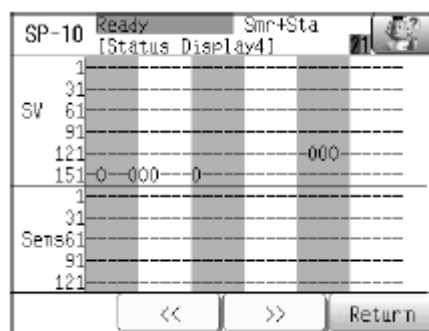 SP-10 Ready Smr+Sta
[Status Display4] 21
1------------------------------
31------------------------------
SV 61------------------------------
91------------------------------
121--------------------000-------
151-0--000---0--------------------
1------------------------------
31------------------------------
Sens61------------------------------
91------------------------------
121------------------------------
<< >> Return